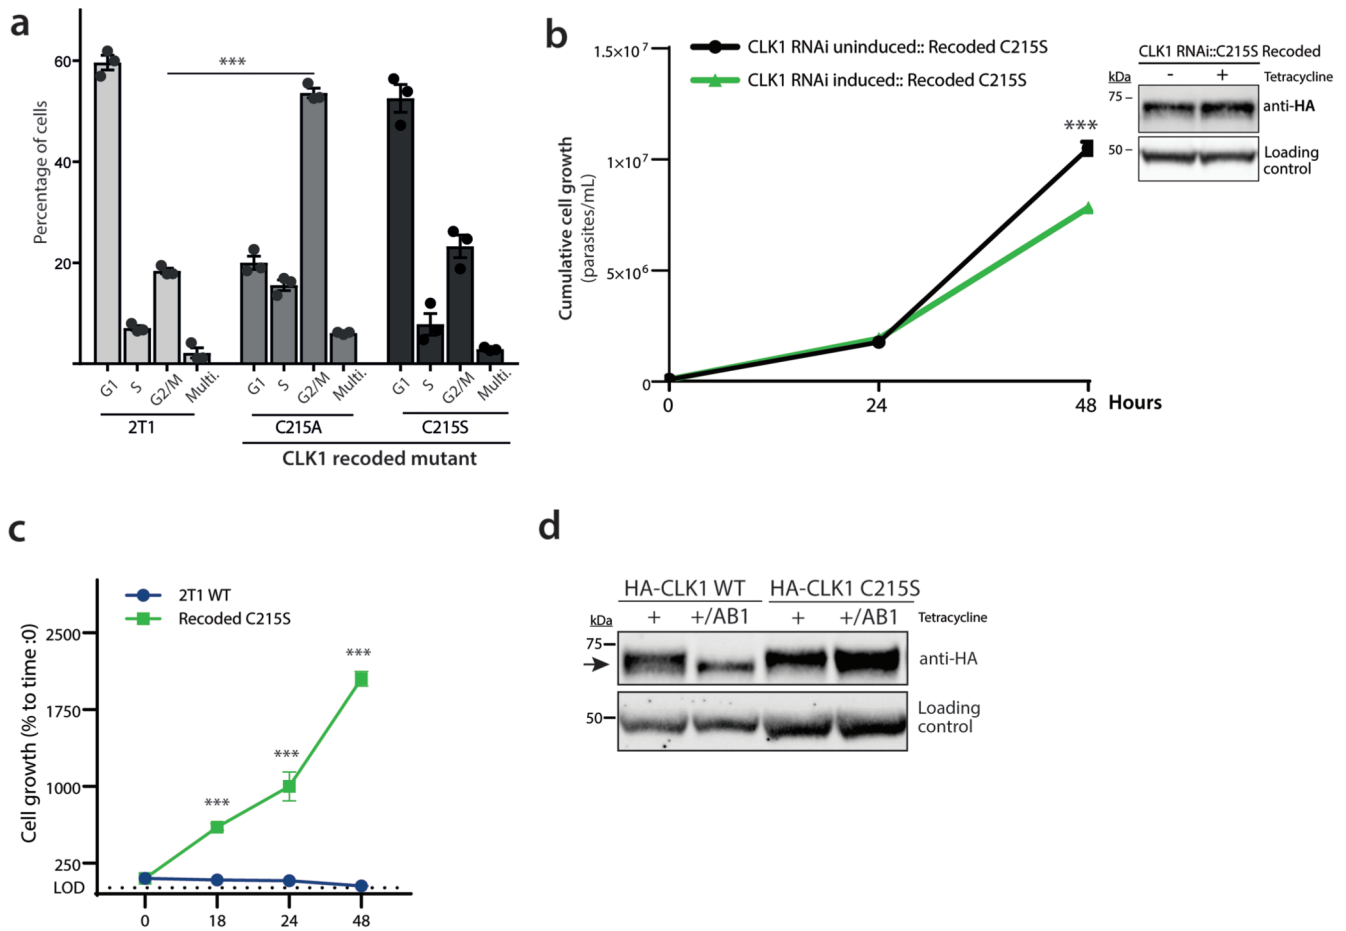 a
Percentage of cells
60
40
20
G1
S
G2/M
Multi.
G1
S
G2/M
Multi.
G1
S
G2/M
Multi.
2T1
C215A
C215S
CLK1 recoded mutant
***
b
Cumulative cell growth
(parasites/mL)
1.5×10⁷
1×10⁷
5×10⁶
0
CLK1 RNAi uninduced:: Recoded C215S
CLK1 RNAi induced:: Recoded C215S
***
0
24
48
Hours
CLK1 RNAi::C215S Recoded
kDa
-
+
Tetracycline
75
anti-HA
50
Loading
control
c
Cell growth (% to time :0)
2T1 WT
Recoded C215S
2500
1750
1000
250
LOD
***
***
***
0
18
24
48
d
HA-CLK1 WT
HA-CLK1 C215S
kDa
+
+/AB1
+
+/AB1
Tetracycline
75
anti-HA
50
Loading
control